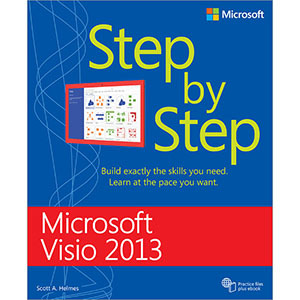 Microsoft
Step
by
Step
Build exactly the skills you need.
Learn at the pace you want.
Microsoft
Visio 2013
Scott A. Helmes
Practice files
plus ebook